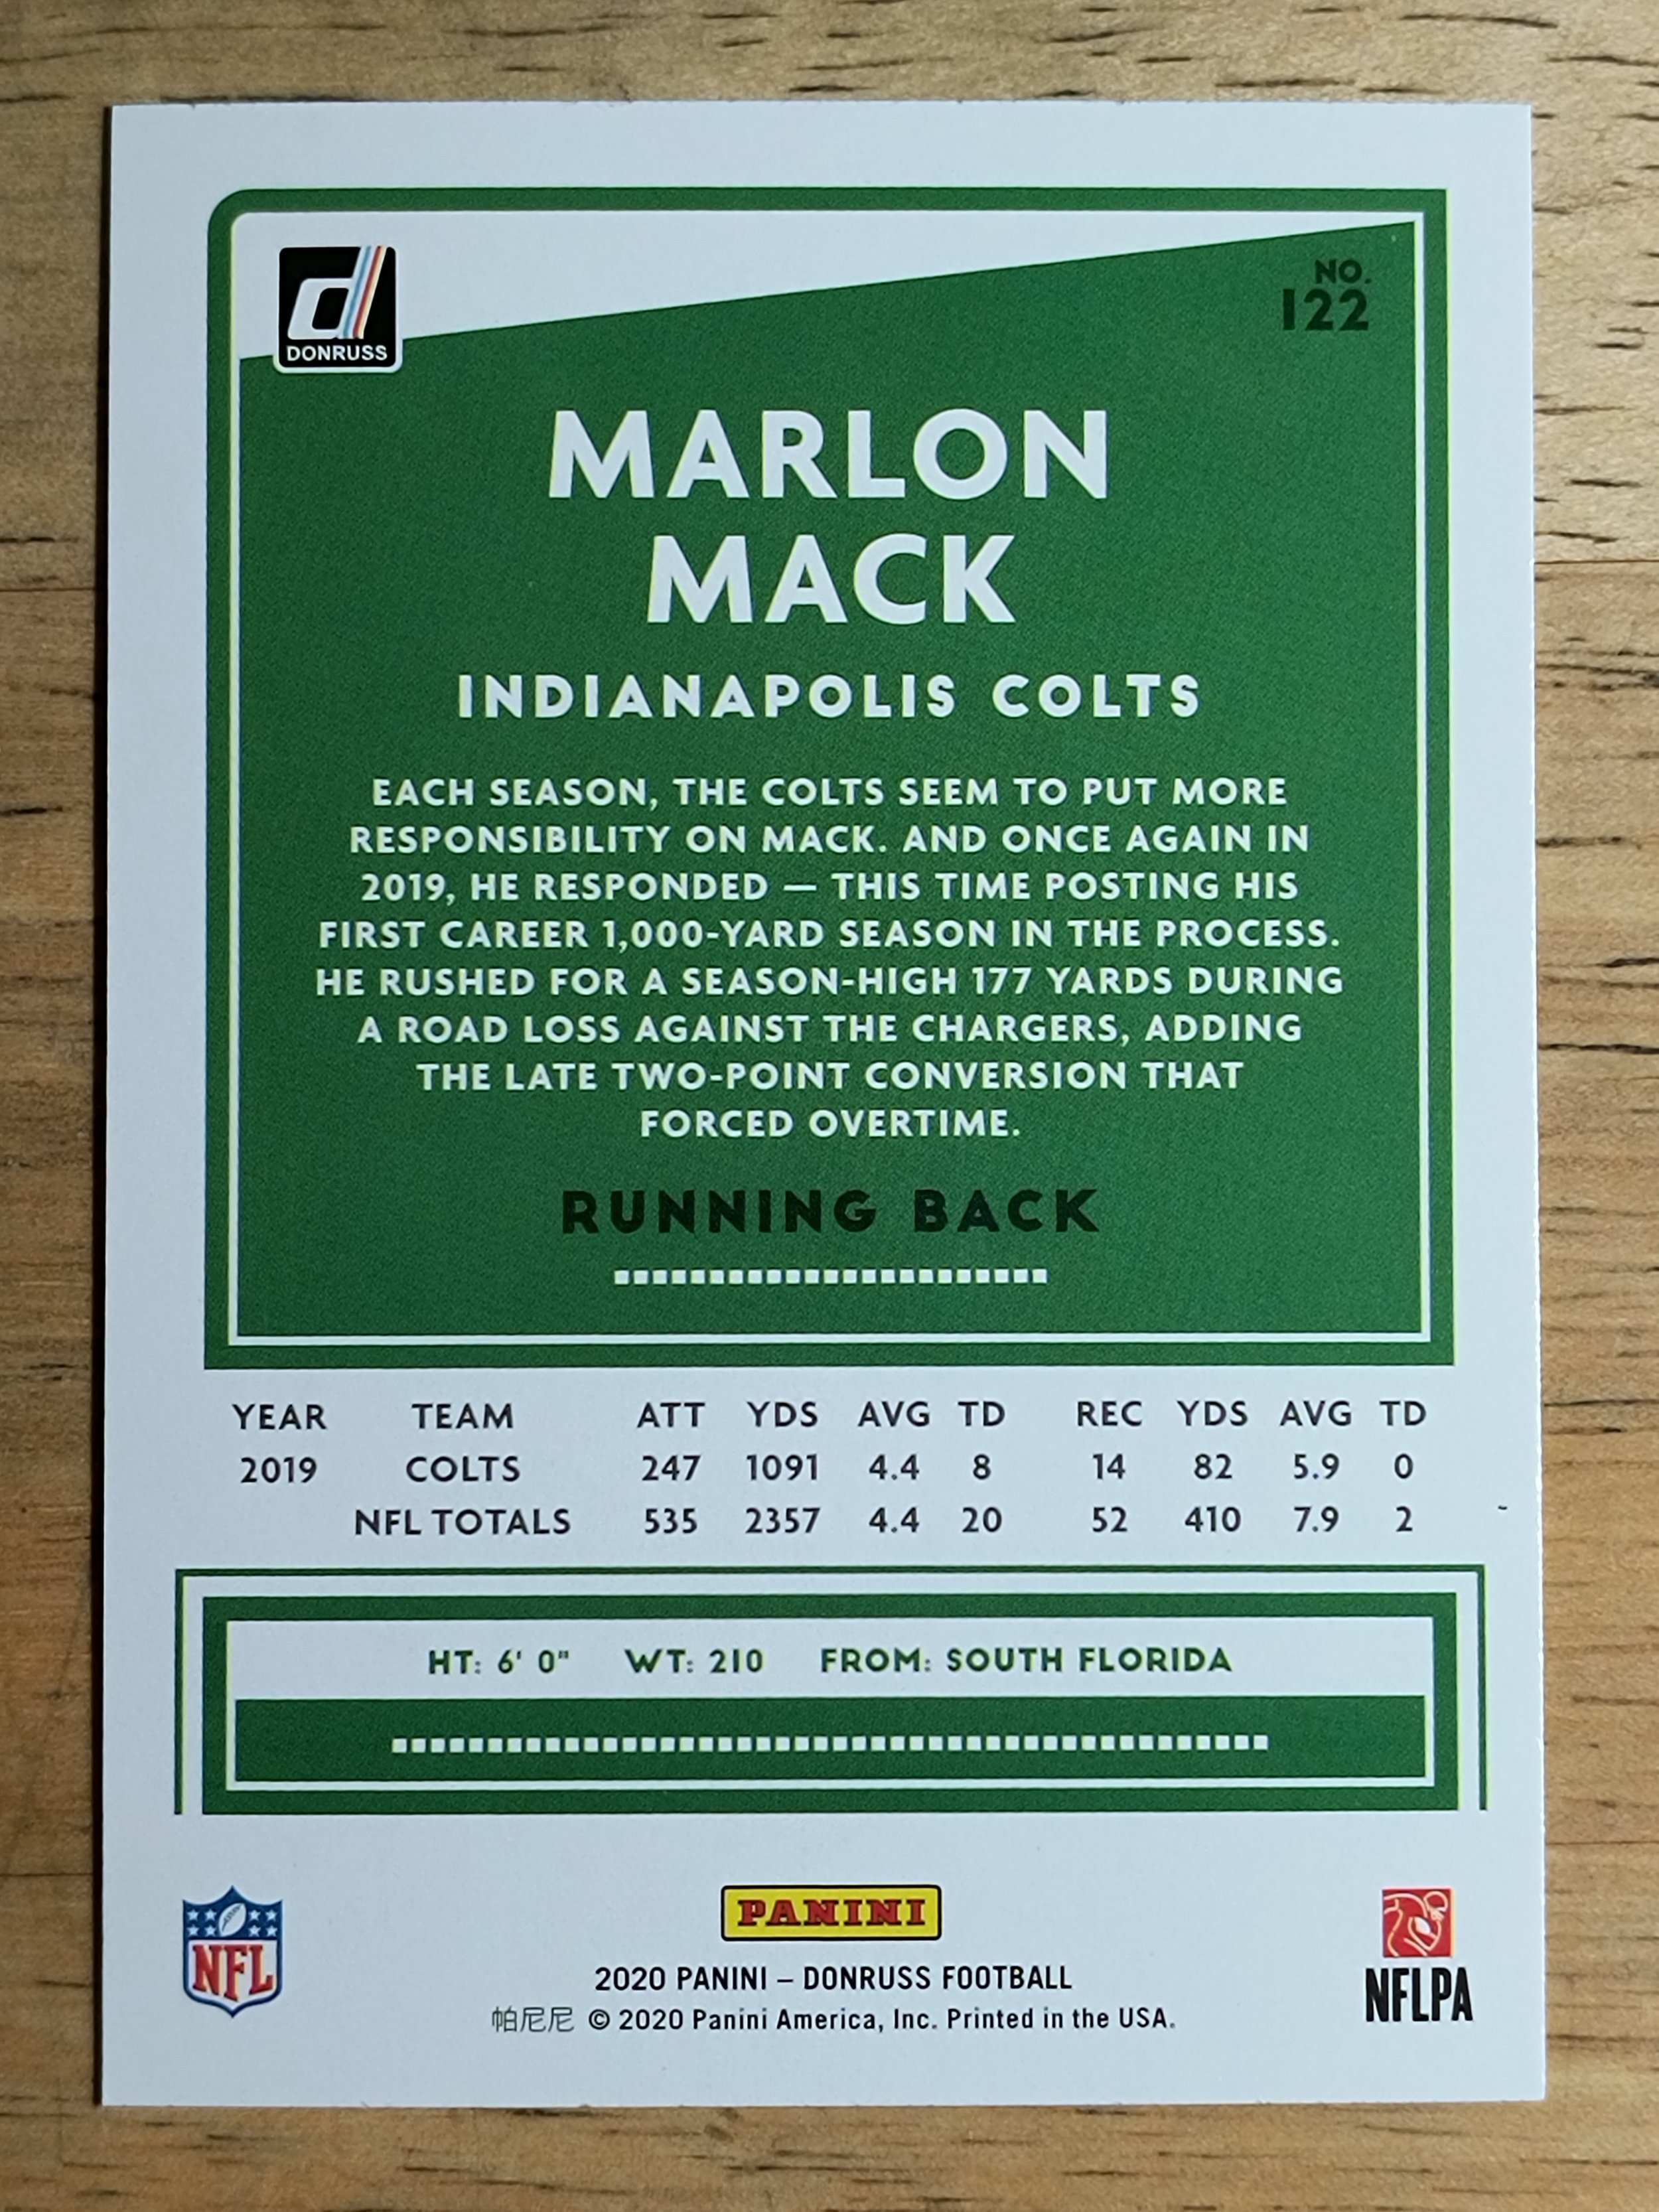 DONRUSS
NO.
122
MARLON
MACK
INDIANAPOLIS COLTS
EACH SEASON, THE COLTS SEEM TO PUT MORE
RESPONSIBILITY ON MACK. AND ONCE AGAIN IN
2019, HE RESPONDED — THIS TIME POSTING HIS
FIRST CAREER 1,000-YARD SEASON IN THE PROCESS.
HE RUSHED FOR A SEASON-HIGH 177 YARDS DURING
A ROAD LOSS AGAINST THE CHARGERS, ADDING
THE LATE TWO-POINT CONVERSION THAT
FORCED OVERTIME.
RUNNING BACK
YEAR TEAM ATT YDS AVG TD REC YDS AVG TD
2019 COLTS 247 1091 4.4 8 14 82 5.9 0
NFL TOTALS 535 2357 4.4 20 52 410 7.9 2
HT: 6' 0" WT: 210 FROM: SOUTH FLORIDA
NFL
PANINI
2020 PANINI – DONRUSS FOOTBALL
帕尼尼 © 2020 Panini America, Inc. Printed in the USA.
NFLPA